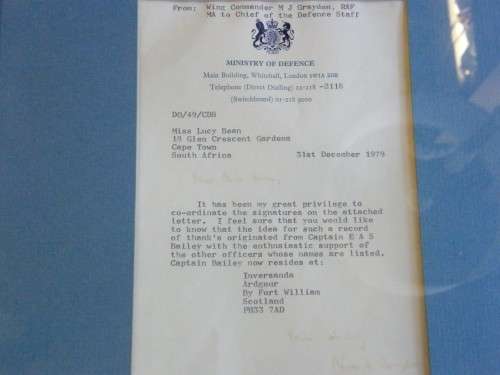 From: Wing Commander M J Graydon, RAF
MA to Chief of the Defence Staff
MINISTRY OF DEFENCE
Main Building, Whitehall, London SW1A 2HB
Telephone (Direct Dialling) 01-218 -2116
(Switchboard) 01-218 9000
DO/49/CDS
Miss Lucy Bean
18 Glen Crescent Gardens
Cape Town
South Africa 31st December 1979
It has been my great privilege to
co-ordinate the signatures on the attached
letter. I feel sure that you would like
to know that the idea for such a record
of thank's originated from Captain E A S
Bailey with the enthusiastic support of
the other officers whose names are listed.
Captain Bailey now resides at:
Inversanda
Ardgour
By Fort William
Scotland
PH33 7AD